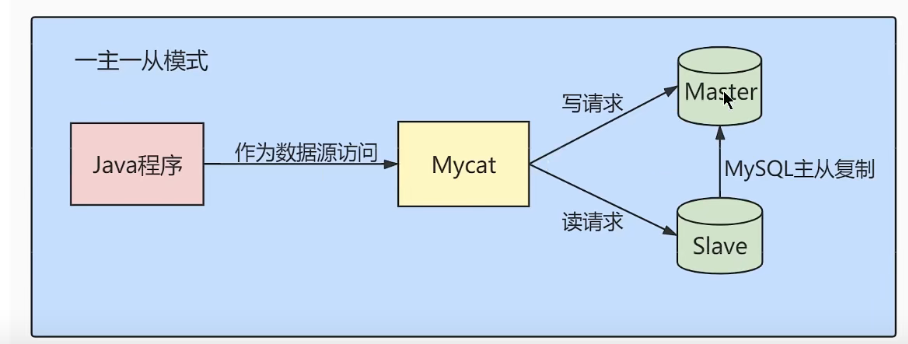 一主一从模式
Java程序
作为数据源访问
Mycat
写请求
读请求
Master
MySQL主从复制
Slave